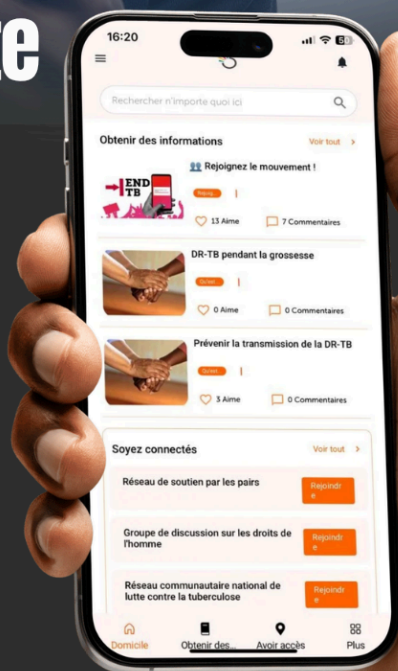 te
16:20
Rechercher n'importe quoi ici
Obtenir des informations
Voir tout >
👥 Rejoignez le mouvement !
END
TB
13 Aime
7 Commentaires
DR-TB pendant la grossesse
0 Aime
0 Commentaires
Prévenir la transmission de la DR-TB
3 Aime
0 Commentaires
Soyez connectés
Voir tout >
Réseau de soutien par les pairs
Rejoindr
e
Groupe de discussion sur les droits de
l'homme
Rejoindr
e
Réseau communautaire national de
lutte contre la tuberculose
Rejoindr
e
Domicile
Obtenir des...
Avoir accès
Plus